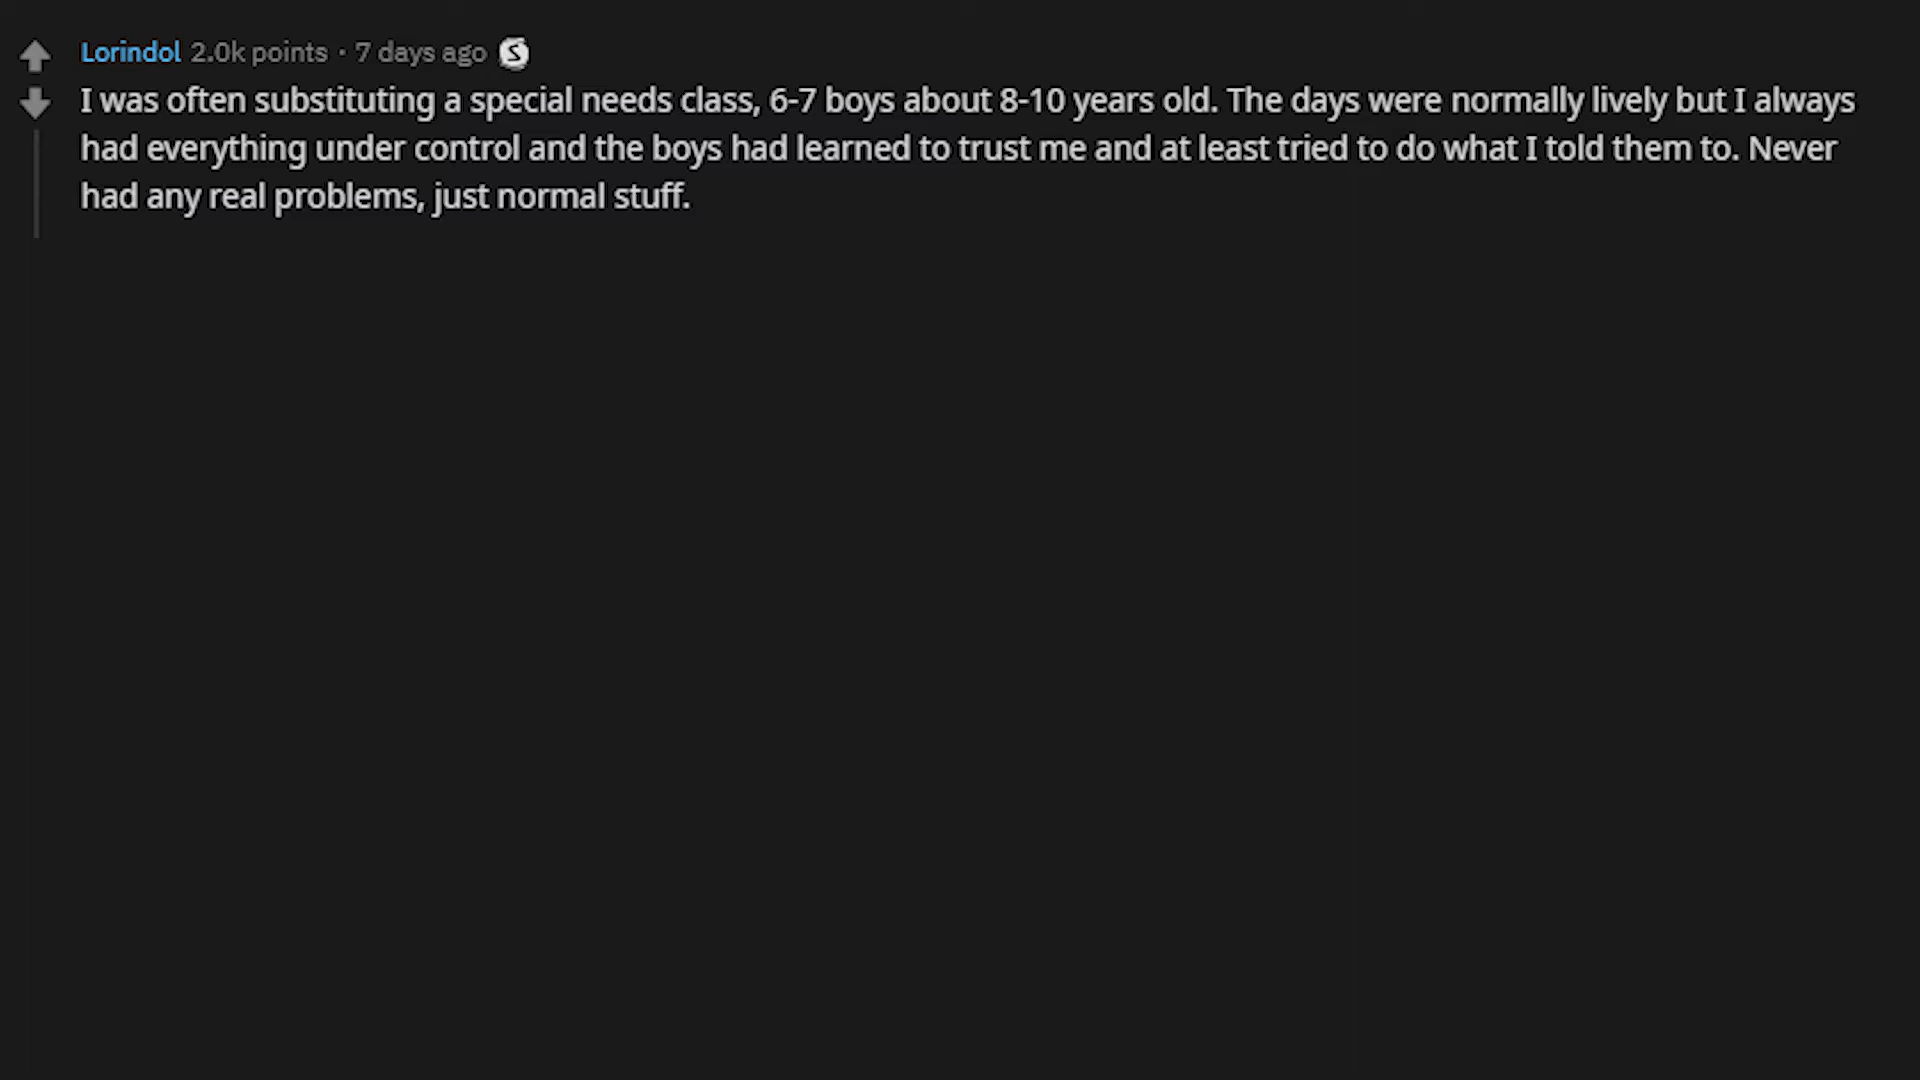 Lorindol 2.0k points · 7 days ago S
I was often substituting a special needs class, 6-7 boys about 8-10 years old. The days were normally lively but I always
had everything under control and the boys had learned to trust me and at least tried to do what I told them to. Never
had any real problems, just normal stuff.